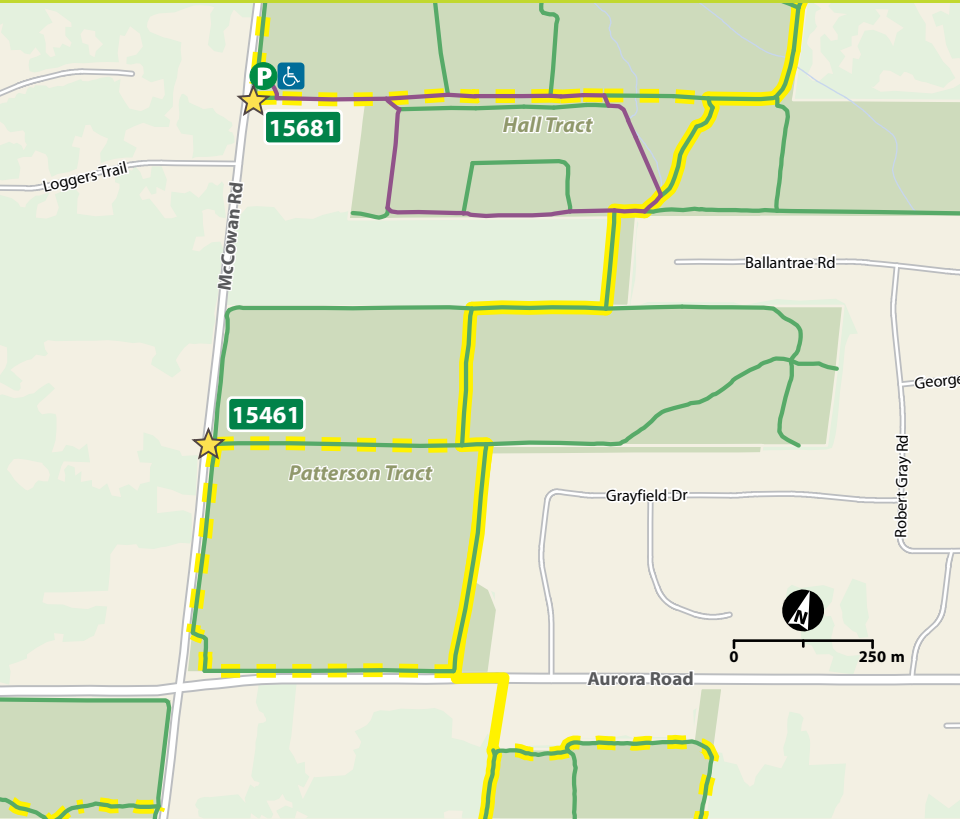 P
15681
Hall Tract
Loggers Trail
McCowan Rd
Ballantrae Rd
George
15461
Patterson Tract
Grayfield Dr
Robert Gray Rd
N
0
250 m
Aurora Road